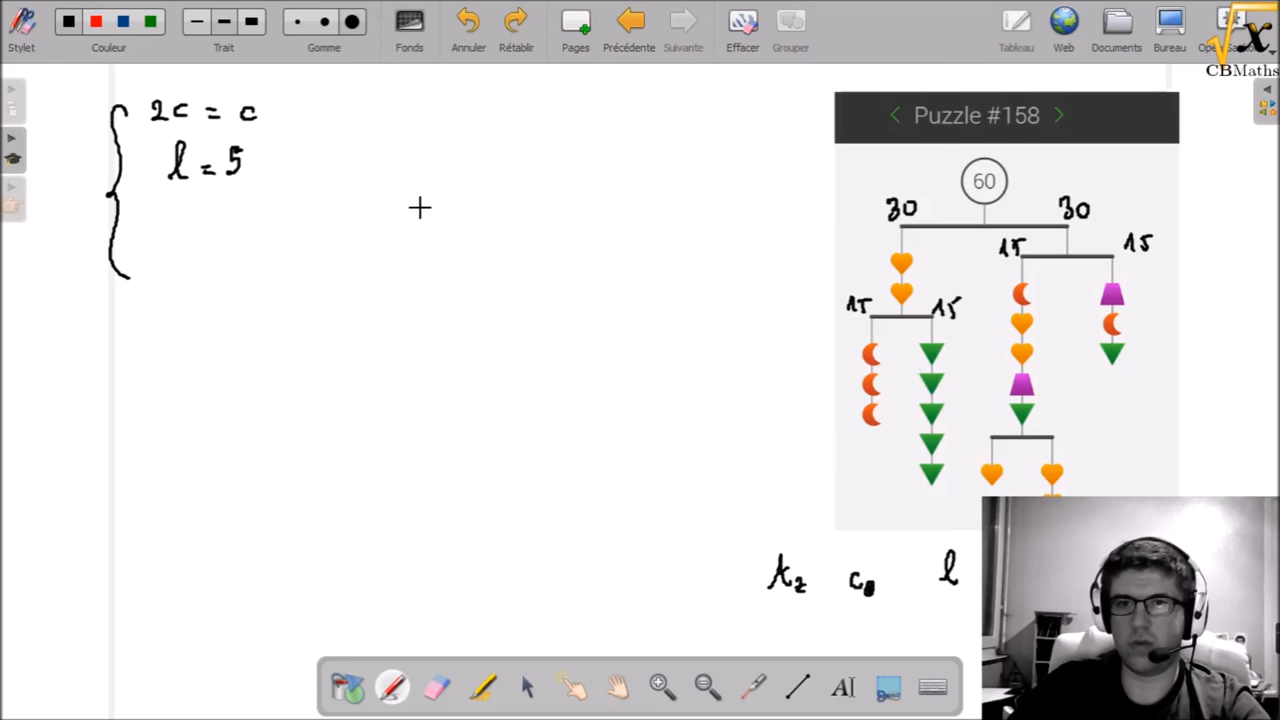 Stylet
Couleur
Trait
Gomme
Fonds
Annuler
Rétablir
Pages
Précédente
Suivante
Effacer
Grouper
Tableau
Web
Documents
Bureau
√x
CBMaths
2c = c
l = 5
Puzzle #158
60
30 30
15 15
15 15
l
AI